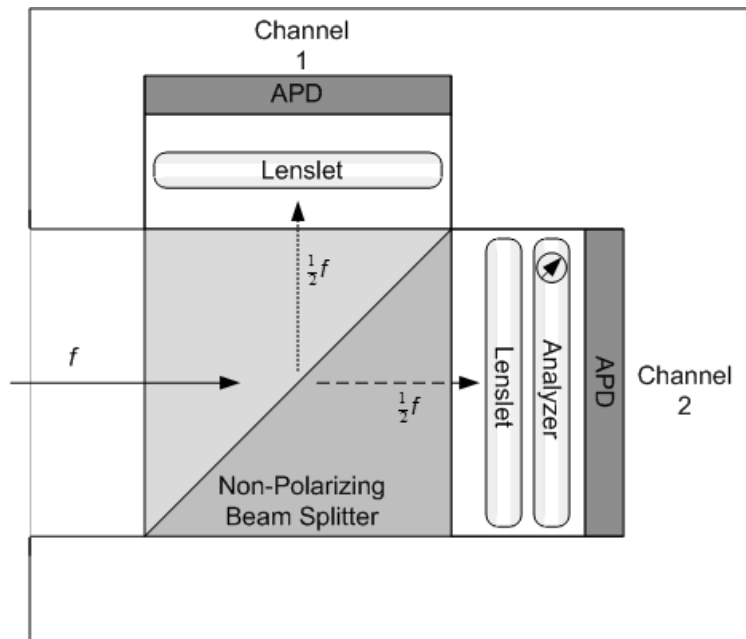 Channel
1
APD
Lenslet
½f
f
½f
Lenslet
Analyzer
APD
Channel
2
Non-Polarizing
Beam Splitter